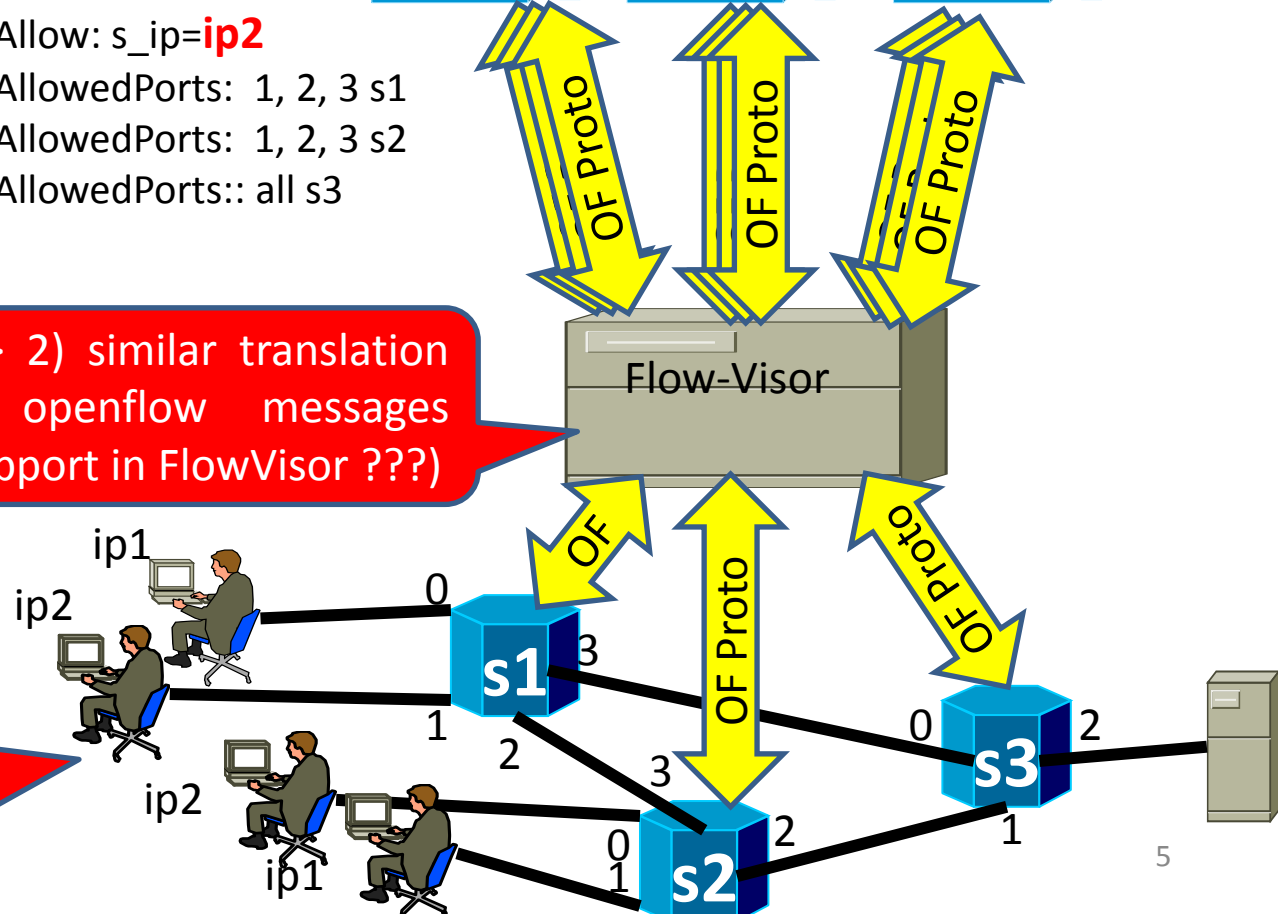 Allow: s_ip=ip2
AllowedPorts: 1, 2, 3 s1
AllowedPorts: 1, 2, 3 s2
AllowedPorts:: all s3
OF Proto
OF Proto
OF Proto
Flow-Visor
2) similar translation
openflow messages
in FlowVisor ???)
OF
OF Proto
OF Proto
ip1
ip2
ip2
ip1
0
1
2
3
s1
3
0
1
2
s2
0
1
2
s3
5